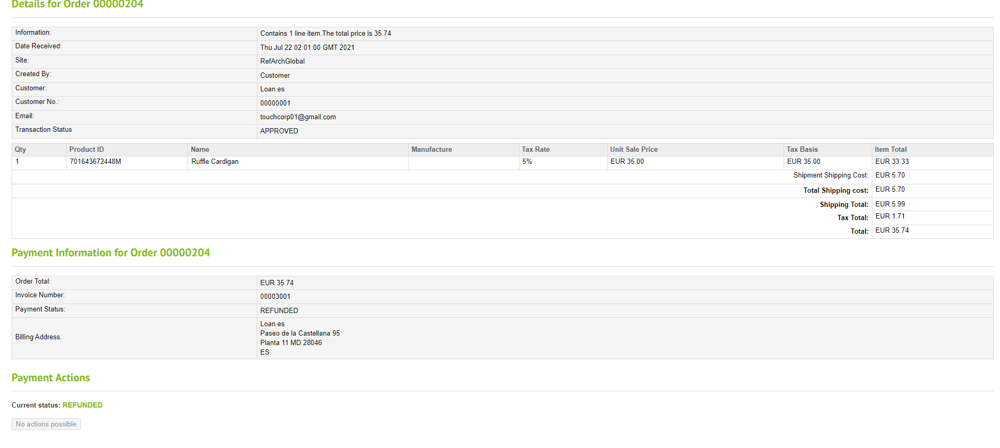 Details for Order 00000204
Information: Contains 1 line item.The total price is 35.74
Date Received: Thu Jul 22 02:01:00 GMT 2021
Site: RefArchGlobal
Created By: Customer
Customer: Loan es
Customer No.: 00000001
Email: touchcorp01@gmail.com
Transaction Status APPROVED
Qty Product ID Name Manufacture Tax Rate Unit Sale Price Tax Basis Item Total
1 701643672448M Ruffle Cardigan 5% EUR 35.00 EUR 35.00 EUR 33.33
Shipment Shipping Cost: EUR 5.70
Total Shipping cost: EUR 5.70
Shipping Total: EUR 5.99
Tax Total: EUR 1.71
Total: EUR 35.74
Payment Information for Order 00000204
Order Total: EUR 35.74
Invoice Number: 00003001
Payment Status: REFUNDED
Billing Address: Loan es
Paseo de la Castellana 95
Planta 11 MD 28046
ES
Payment Actions
Current status: REFUNDED
No actions possible